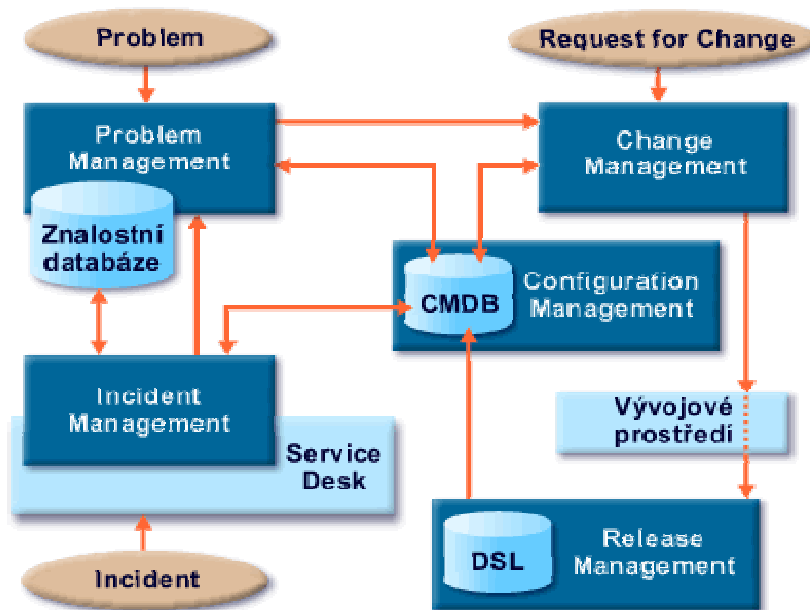 Problem
Request for Change
Problem
Management
Change
Management
Znalostní
databáze
CMDB
Configuration
Management
Incident
Management
Service
Desk
Vývojové
prostředí
DSL
Release
Management
Incident